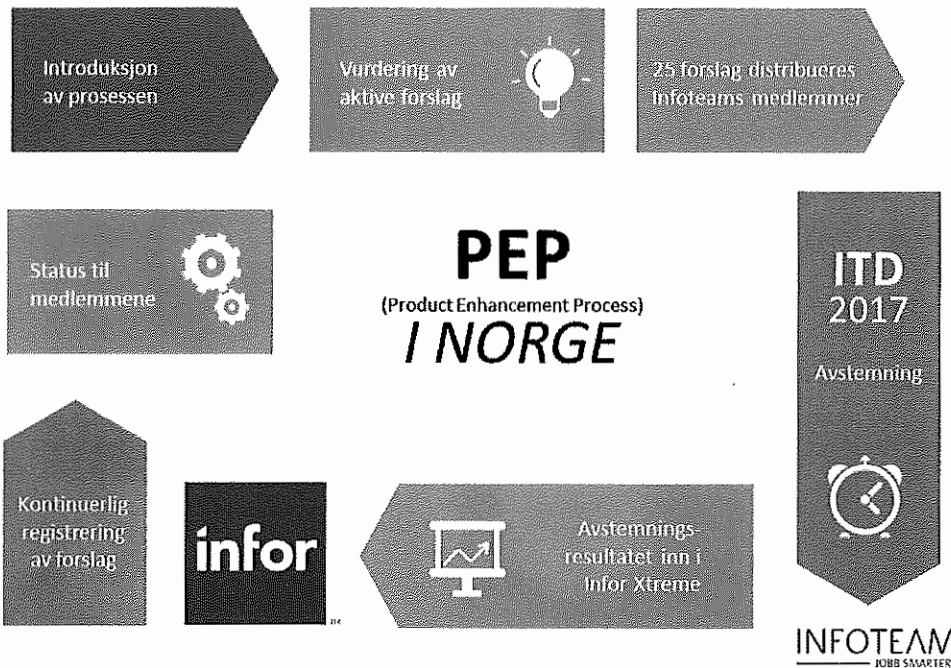 Introduksjon
av prosessen
Vurdering av
aktive forslag
25 forslag distribueres
Infoteams medlemmer
Status til
medlemmene
PEP
(Product Enhancement Process)
I NORGE
ITD
2017
Avstemning
Kontinuerlig
registrering
av forslag
infor
Avstemnings-
resultatet inn i
Infor Xtreme
INFOTEAM
JOBB SMARTERE